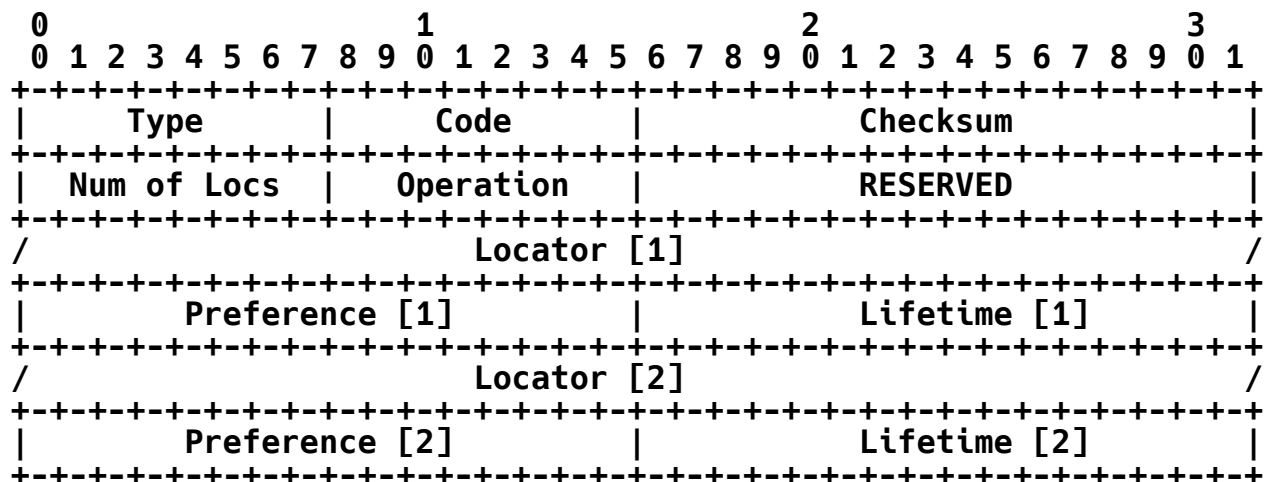 0                   1                   2                   3
 0 1 2 3 4 5 6 7 8 9 0 1 2 3 4 5 6 7 8 9 0 1 2 3 4 5 6 7 8 9 0 1
+-+-+-+-+-+-+-+-+-+-+-+-+-+-+-+-+-+-+-+-+-+-+-+-+-+-+-+-+-+-+-+-+
|     Type      |     Code      |           Checksum            |
+-+-+-+-+-+-+-+-+-+-+-+-+-+-+-+-+-+-+-+-+-+-+-+-+-+-+-+-+-+-+-+-+
|  Num of Locs  |   Operation   |           RESERVED            |
+-+-+-+-+-+-+-+-+-+-+-+-+-+-+-+-+-+-+-+-+-+-+-+-+-+-+-+-+-+-+-+-+
/                       Locator [1]                             /
+-+-+-+-+-+-+-+-+-+-+-+-+-+-+-+-+-+-+-+-+-+-+-+-+-+-+-+-+-+-+-+-+
|        Preference [1]         |           Lifetime [1]        |
+-+-+-+-+-+-+-+-+-+-+-+-+-+-+-+-+-+-+-+-+-+-+-+-+-+-+-+-+-+-+-+-+
/                       Locator [2]                             /
+-+-+-+-+-+-+-+-+-+-+-+-+-+-+-+-+-+-+-+-+-+-+-+-+-+-+-+-+-+-+-+-+
|        Preference [2]         |           Lifetime [2]        |
+-+-+-+-+-+-+-+-+-+-+-+-+-+-+-+-+-+-+-+-+-+-+-+-+-+-+-+-+-+-+-+-+